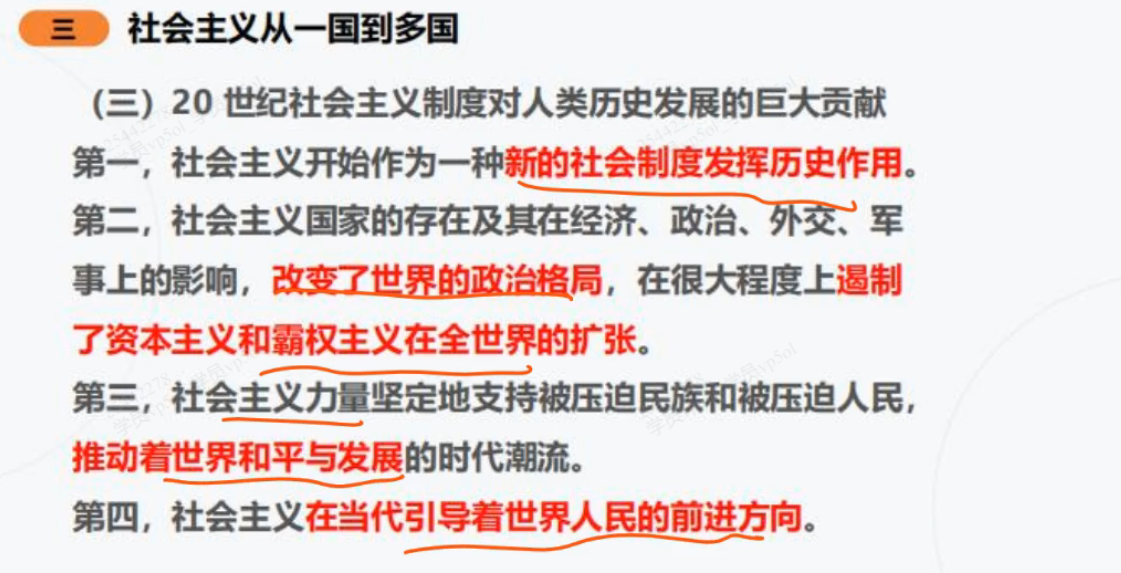 三 社会主义从一国到多国
（三）20 世纪社会主义制度对人类历史发展的巨大贡献
第一，社会主义开始作为一种新的社会制度发挥历史作用。
第二，社会主义国家的存在及其在经济、政治、外交、军
事上的影响，改变了世界的政治格局，在很大程度上遏制
了资本主义和霸权主义在全世界的扩张。
第三，社会主义力量坚定地支持被压迫民族和被压迫人民，
推动着世界和平与发展的时代潮流。
第四，社会主义在当代引导着世界人民的前进方向。